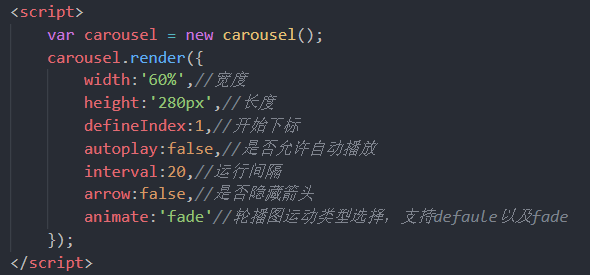 <script>
var carousel = new carousel();
carousel.render({
width:'60%',//宽度
height:'280px',//长度
defineIndex:1,//开始下标
autoplay:false,//是否允许自动播放
interval:20,//运行间隔
arrow:false,//是否隐藏箭头
animate:'fade'//轮播图运动类型选择，支持defaule以及fade
});
</script>